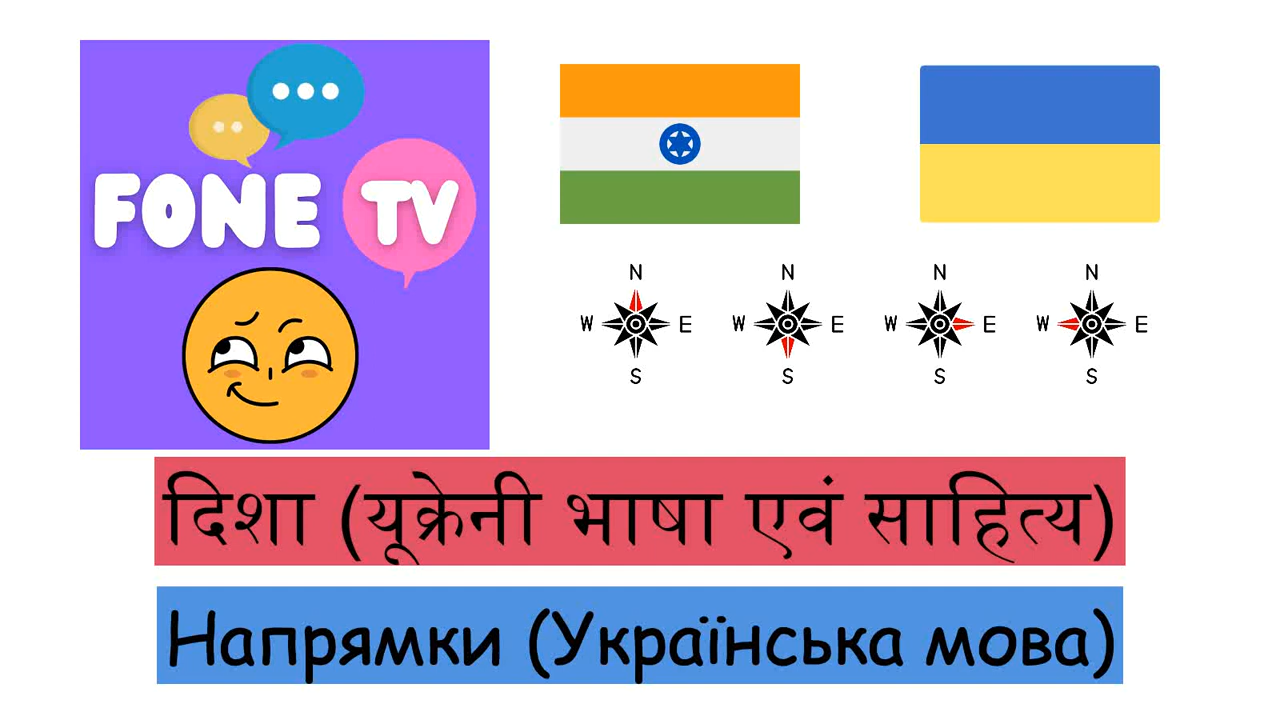 FONE TV
N N N N
W E W E W E W E
S S S S
दिशा (यूक्रेनी भाषा एवं साहित्य)
Напрямки (Українська мова)